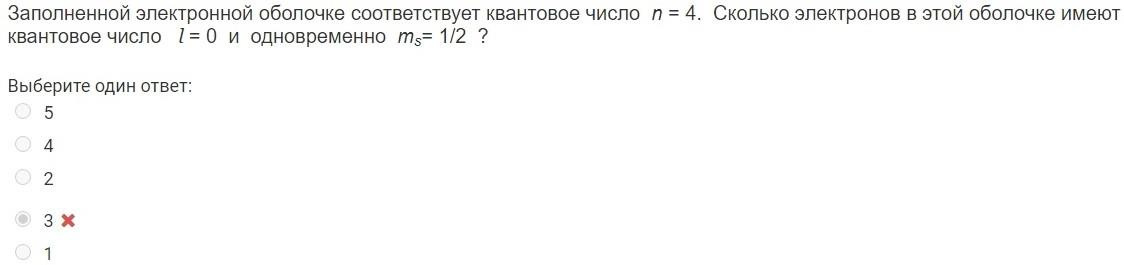 Заполненной электронной оболочке соответствует квантовое число n = 4. Сколько электронов в этой оболочке имеют
квантовое число l = 0 и одновременно ms= 1/2 ?
Выберите один ответ:
5
4
2
3
1